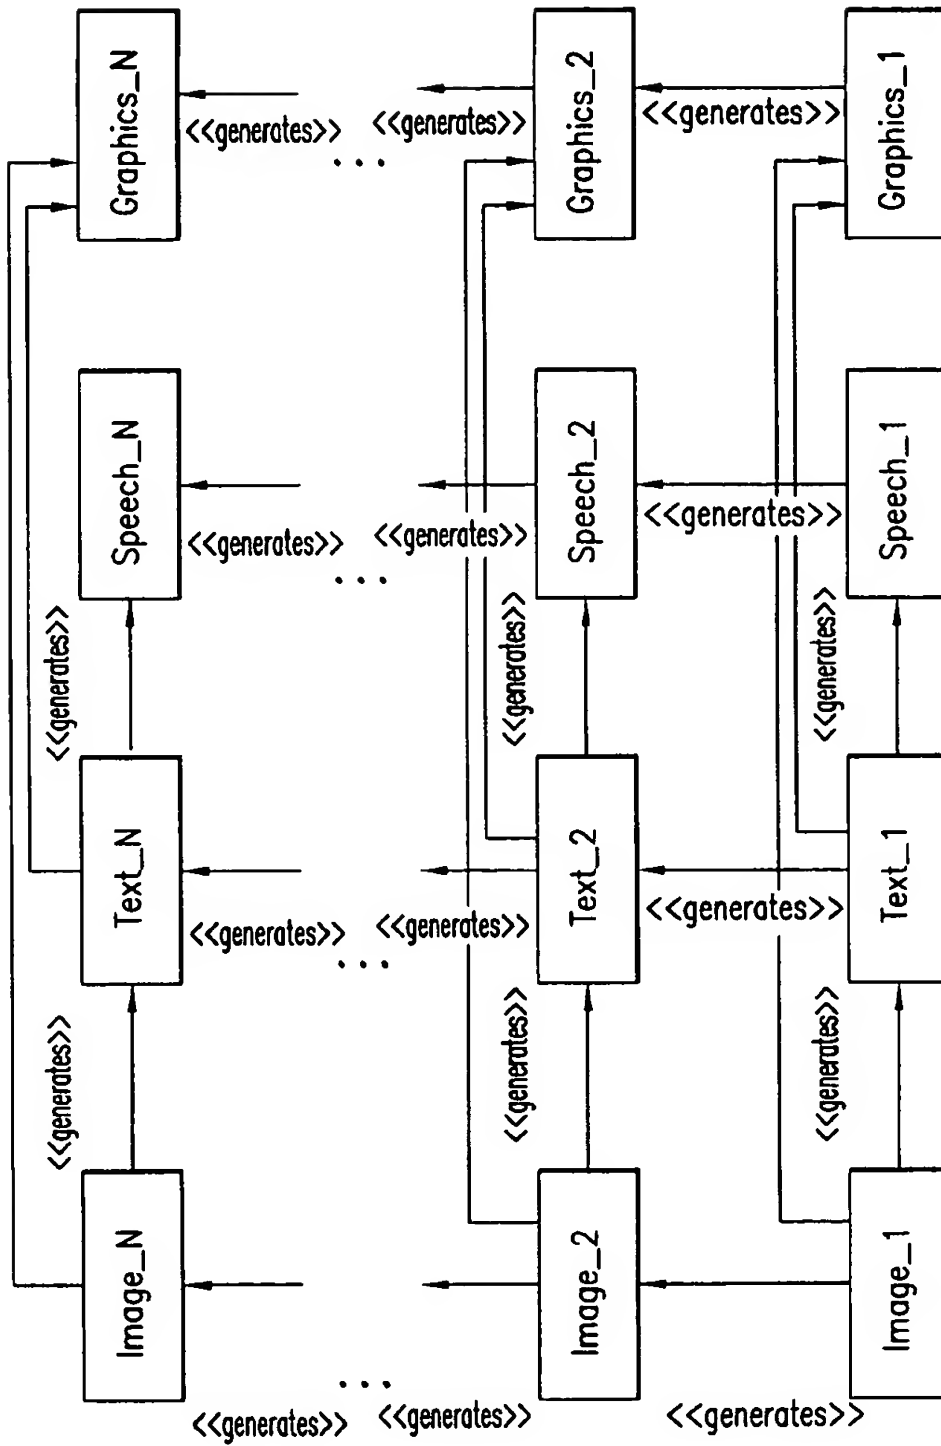 Graphics_N
<<generates>>
<<generates>>
...
Graphics_2
<<generates>>
Graphics_1
Speech_N
<<generates>>
<<generates>>
...
Speech_2
<<generates>>
Speech_1
<<generates>>
<<generates>>
<<generates>>
Text_N
<<generates>>
<<generates>>
...
Text_2
<<generates>>
Text_1
<<generates>>
<<generates>>
<<generates>>
Image_N
Image_2
Image_1
...
<<generates>>
<<generates>>
<<generates>>